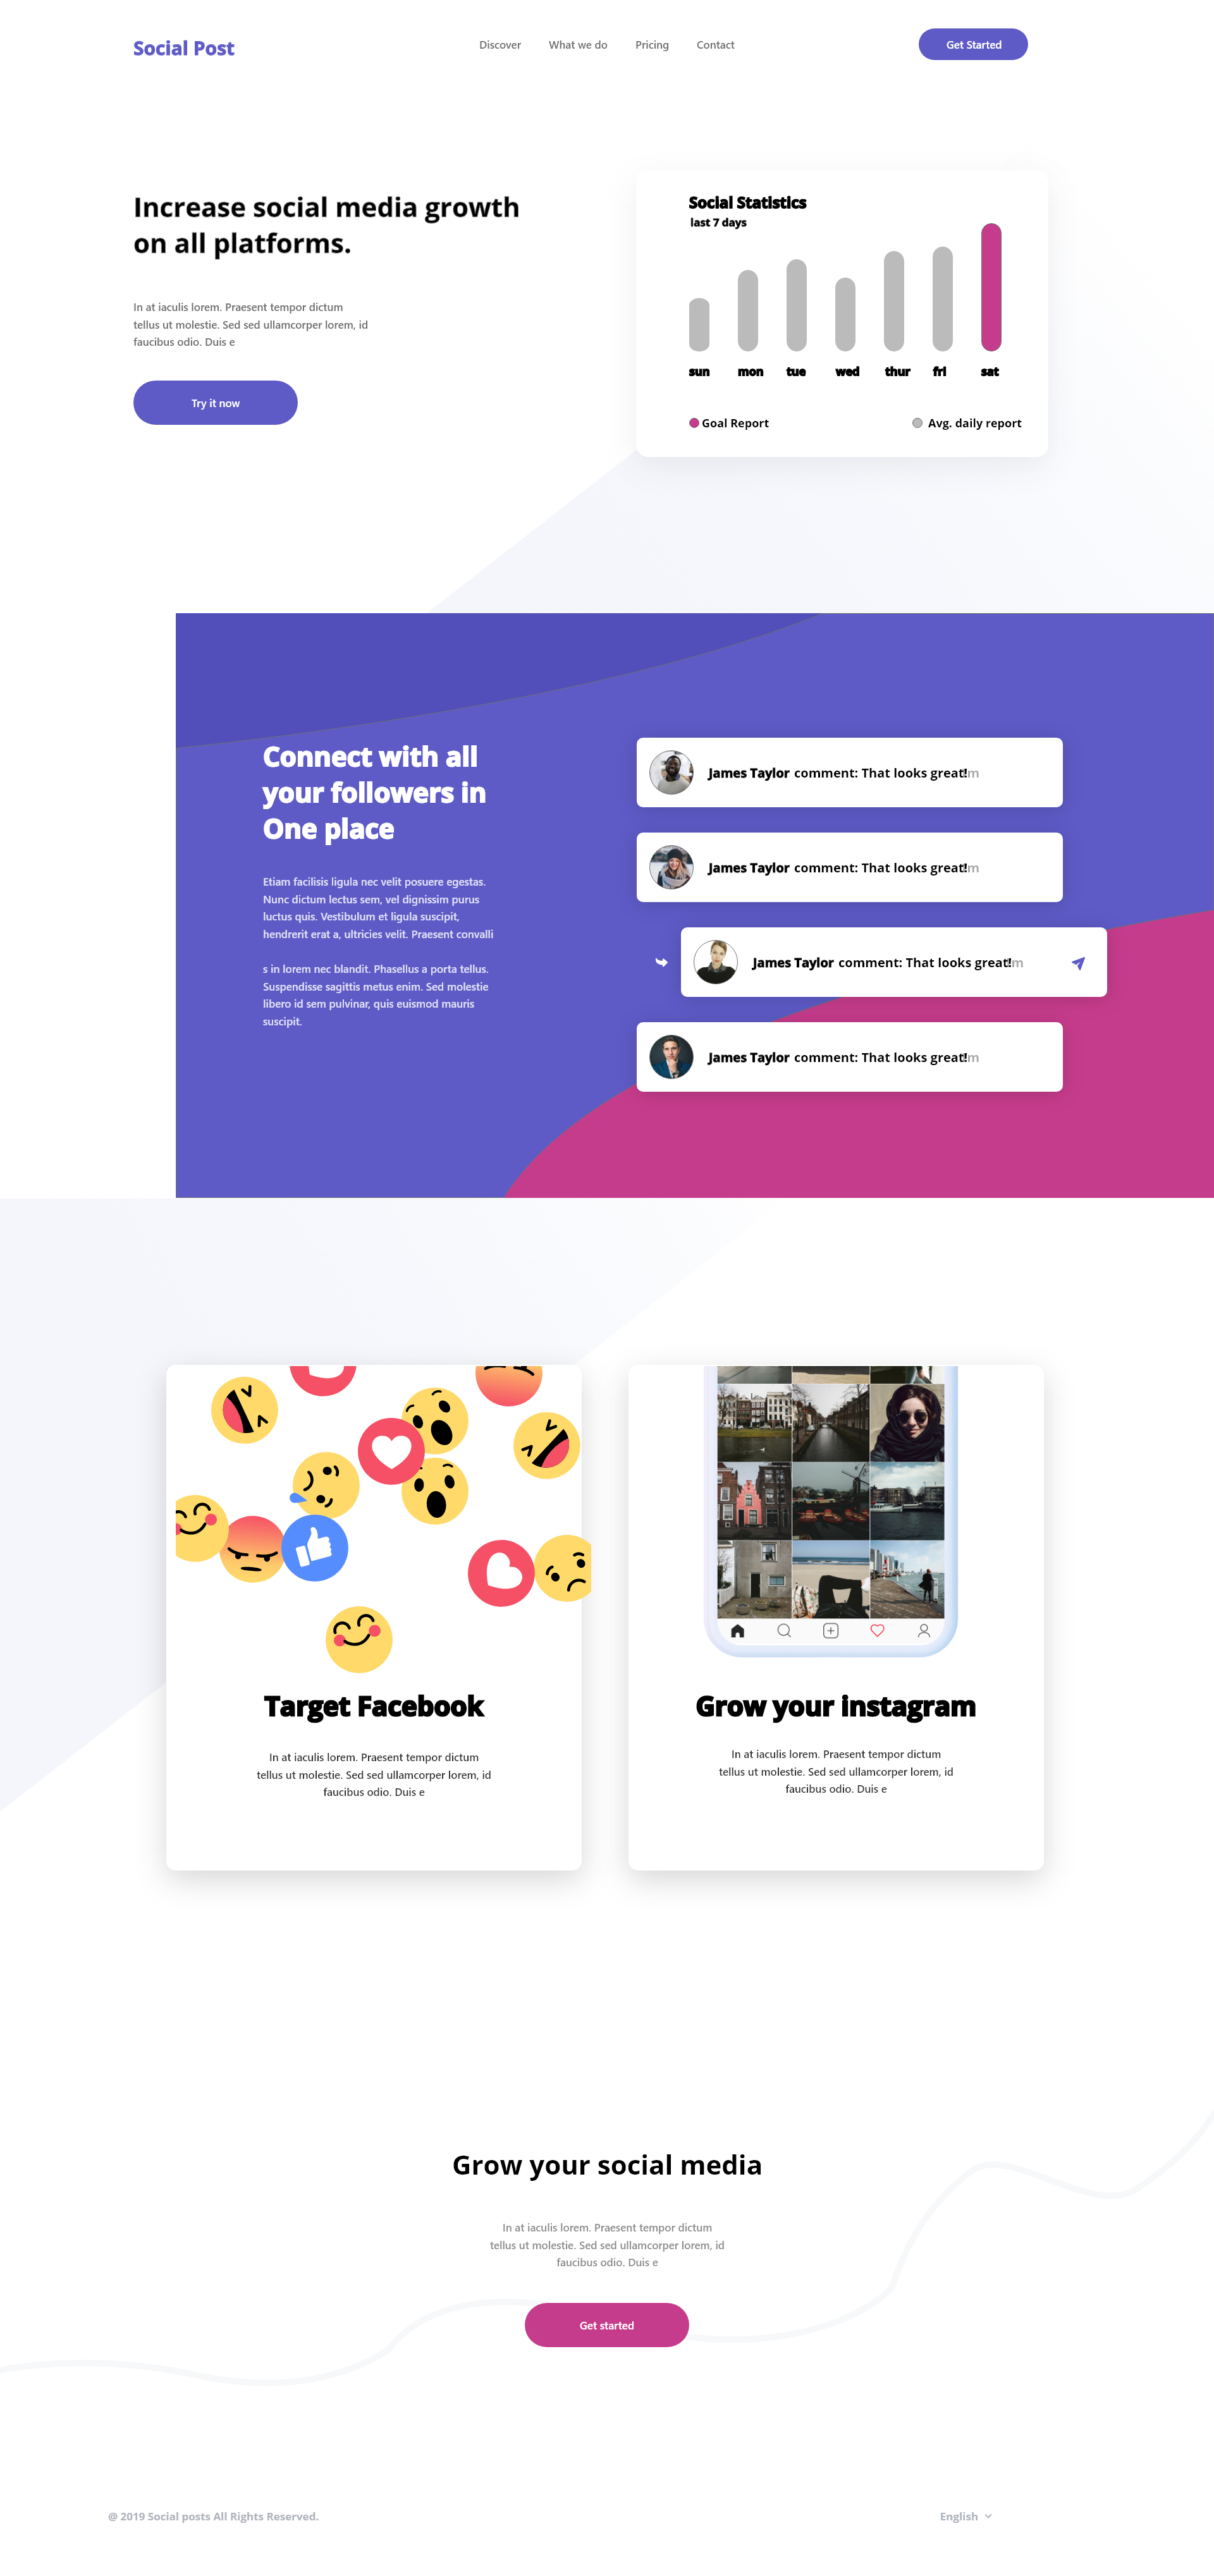 Social Post
Discover
What we do
Pricing
Contact
Get Started
Increase social media growth
on all platforms.
In at iaculis lorem. Praesent tempor dictum
tellus ut molestie. Sed sed ullamcorper lorem, id
faucibus odio. Duis e
Try it now
Social Statistics
last 7 days
sun mon tue wed thur fri sat
Goal Report
Avg. daily report
Connect with all
your followers in
One place
Etiam facilisis ligula nec velit posuere egestas.
Nunc dictum lectus sem, vel dignissim purus
luctus quis. Vestibulum et ligula suscipit,
hendrerit erat a, ultricies velit. Praesent convalli
s in lorem nec blandit. Phasellus a porta tellus.
Suspendisse sagittis metus enim. Sed molestie
libero id sem pulvinar, quis euismod mauris
suscipit.
James Taylor comment: That looks great!
James Taylor comment: That looks great!
James Taylor comment: That looks great!
James Taylor comment: That looks great!
Target Facebook
In at iaculis lorem. Praesent tempor dictum
tellus ut molestie. Sed sed ullamcorper lorem, id
faucibus odio. Duis e
Grow your instagram
In at iaculis lorem. Praesent tempor dictum
tellus ut molestie. Sed sed ullamcorper lorem, id
faucibus odio. Duis e
Grow your social media
In at iaculis lorem. Praesent tempor dictum
tellus ut molestie. Sed sed ullamcorper lorem, id
faucibus odio. Duis e
Get started
@ 2019 Social posts All Rights Reserved.
English